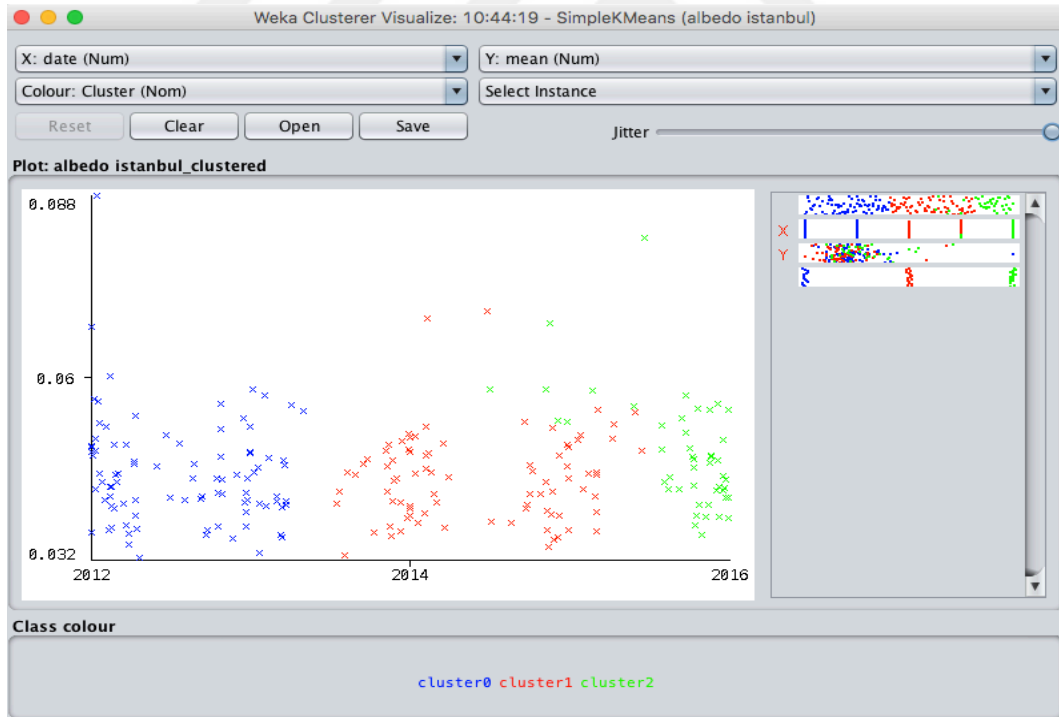 Weka Clusterer Visualize: 10:44:19 - SimpleKMeans (albedo istanbul)
X: date (Num) Y: mean (Num)
Colour: Cluster (Nom) Select Instance
Reset Clear Open Save Jitter
Plot: albedo istanbul_clustered
0.088
X
Y
0.06
0.032
2012 2014 2016
Class colour
cluster0 cluster1 cluster2